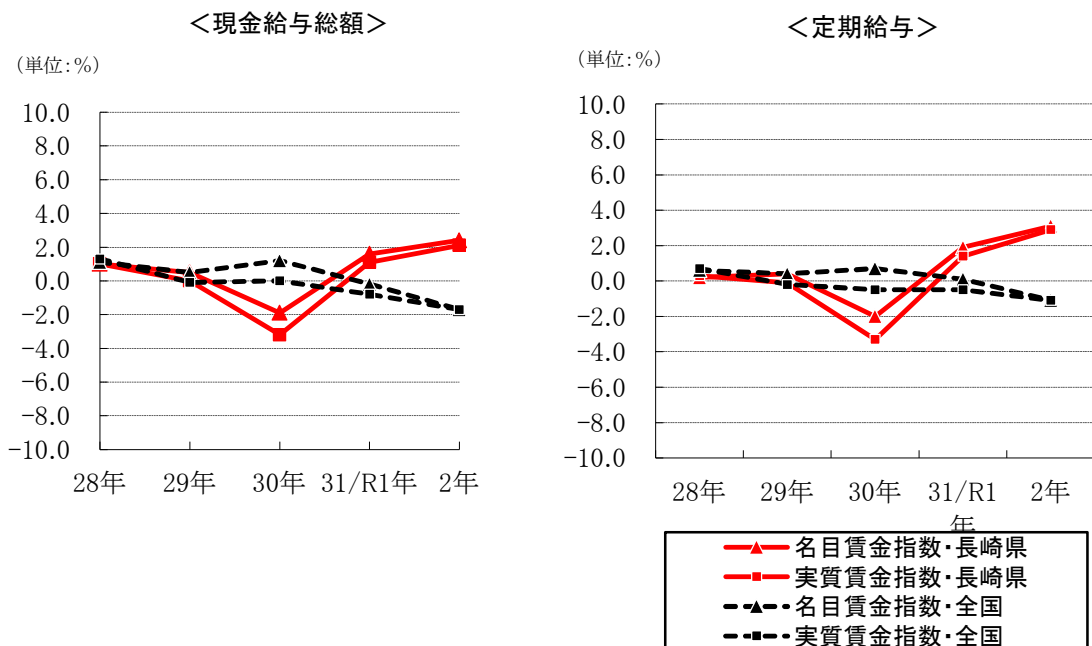 ＜現金給与総額＞
（単位：%）
10.0
8.0
6.0
4.0
2.0
0.0
-2.0
-4.0
-6.0
-8.0
-10.0
28年 29年 30年 31/R1年 2年
＜定期給与＞
（単位：%）
10.0
8.0
6.0
4.0
2.0
0.0
-2.0
-4.0
-6.0
-8.0
-10.0
28年 29年 30年 31/R1 2年
年
名目賃金指数・長崎県
実質賃金指数・長崎県
名目賃金指数・全国
実質賃金指数・全国